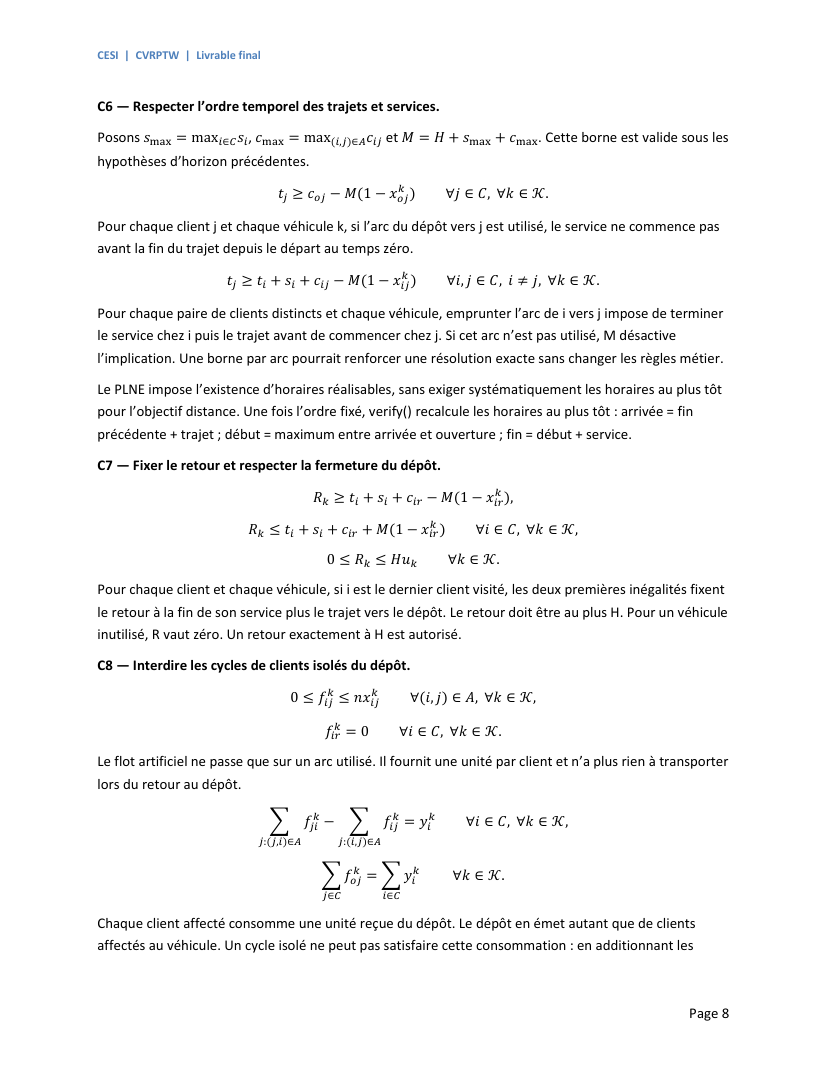 CESI | CVRPTW | Livrable final
C6 — Respecter l’ordre temporel des trajets et services.
Posons s_max = max_{i∈C} s_i, c_max = max_{(i,j)∈A} c_ij et M = H + s_max + c_max. Cette borne est valide sous les
hypothèses d’horizon précédentes.
t_j ≥ c_oj − M(1 − x_oj^k) ∀j ∈ C, ∀k ∈ 𝒦.
Pour chaque client j et chaque véhicule k, si l’arc du dépôt vers j est utilisé, le service ne commence pas
avant la fin du trajet depuis le départ au temps zéro.
t_j ≥ t_i + s_i + c_ij − M(1 − x_ij^k) ∀i, j ∈ C, i ≠ j, ∀k ∈ 𝒦.
Pour chaque paire de clients distincts et chaque véhicule, emprunter l’arc de i vers j impose de terminer
le service chez i puis le trajet avant de commencer chez j. Si cet arc n’est pas utilisé, M désactive
l’implication. Une borne par arc pourrait renforcer une résolution exacte sans changer les règles métier.
Le PLNE impose l’existence d’horaires réalisables, sans exiger systématiquement les horaires au plus tôt
pour l’objectif distance. Une fois l’ordre fixé, verify() recalcule les horaires au plus tôt : arrivée = fin
précédente + trajet ; début = maximum entre arrivée et ouverture ; fin = début + service.
C7 — Fixer le retour et respecter la fermeture du dépôt.
R_k ≥ t_i + s_i + c_ir − M(1 − x_ir^k),
R_k ≤ t_i + s_i + c_ir + M(1 − x_ir^k) ∀i ∈ C, ∀k ∈ 𝒦,
0 ≤ R_k ≤ Hu_k ∀k ∈ 𝒦.
Pour chaque client et chaque véhicule, si i est le dernier client visité, les deux premières inégalités fixent
le retour à la fin de son service plus le trajet vers le dépôt. Le retour doit être au plus H. Pour un véhicule
inutilisé, R vaut zéro. Un retour exactement à H est autorisé.
C8 — Interdire les cycles de clients isolés du dépôt.
0 ≤ f_ij^k ≤ nx_ij^k ∀(i, j) ∈ A, ∀k ∈ 𝒦,
f_ir^k = 0 ∀i ∈ C, ∀k ∈ 𝒦.
Le flot artificiel ne passe que sur un arc utilisé. Il fournit une unité par client et n’a plus rien à transporter
lors du retour au dépôt.
∑_{j:(j,i)∈A} f_ji^k − ∑_{j:(i,j)∈A} f_ij^k = y_i^k ∀i ∈ C, ∀k ∈ 𝒦,
∑_{j∈C} f_oj^k = ∑_{i∈C} y_i^k ∀k ∈ 𝒦.
Chaque client affecté consomme une unité reçue du dépôt. Le dépôt en émet autant que de clients
affectés au véhicule. Un cycle isolé ne peut pas satisfaire cette consommation : en additionnant les
Page 8